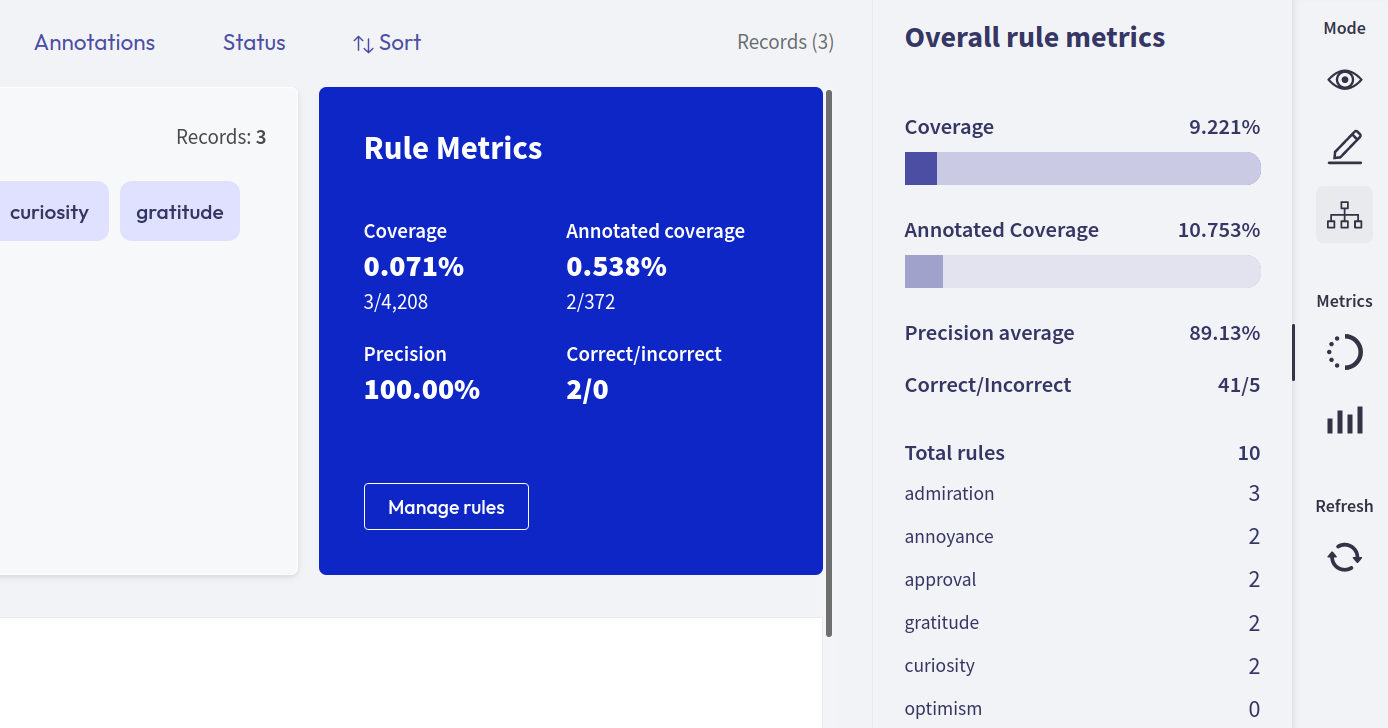 Annotations
Status
Sort
Records (3)
Records: 3
curiosity
gratitude
Rule Metrics
Coverage
Annotated coverage
0.071%
0.538%
3/4,208
2/372
Precision
Correct/incorrect
100.00%
2/0
Manage rules
Overall rule metrics
Coverage 9.221%
Annotated Coverage 10.753%
Precision average 89.13%
Correct/Incorrect 41/5
Total rules 10
admiration 3
annoyance 2
approval 2
gratitude 2
curiosity 2
optimism 0
Mode
Metrics
Refresh